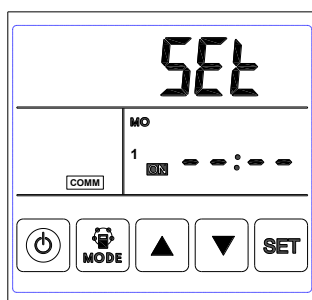 SEt
MO
1 ON --:--
COMM
MODE SET